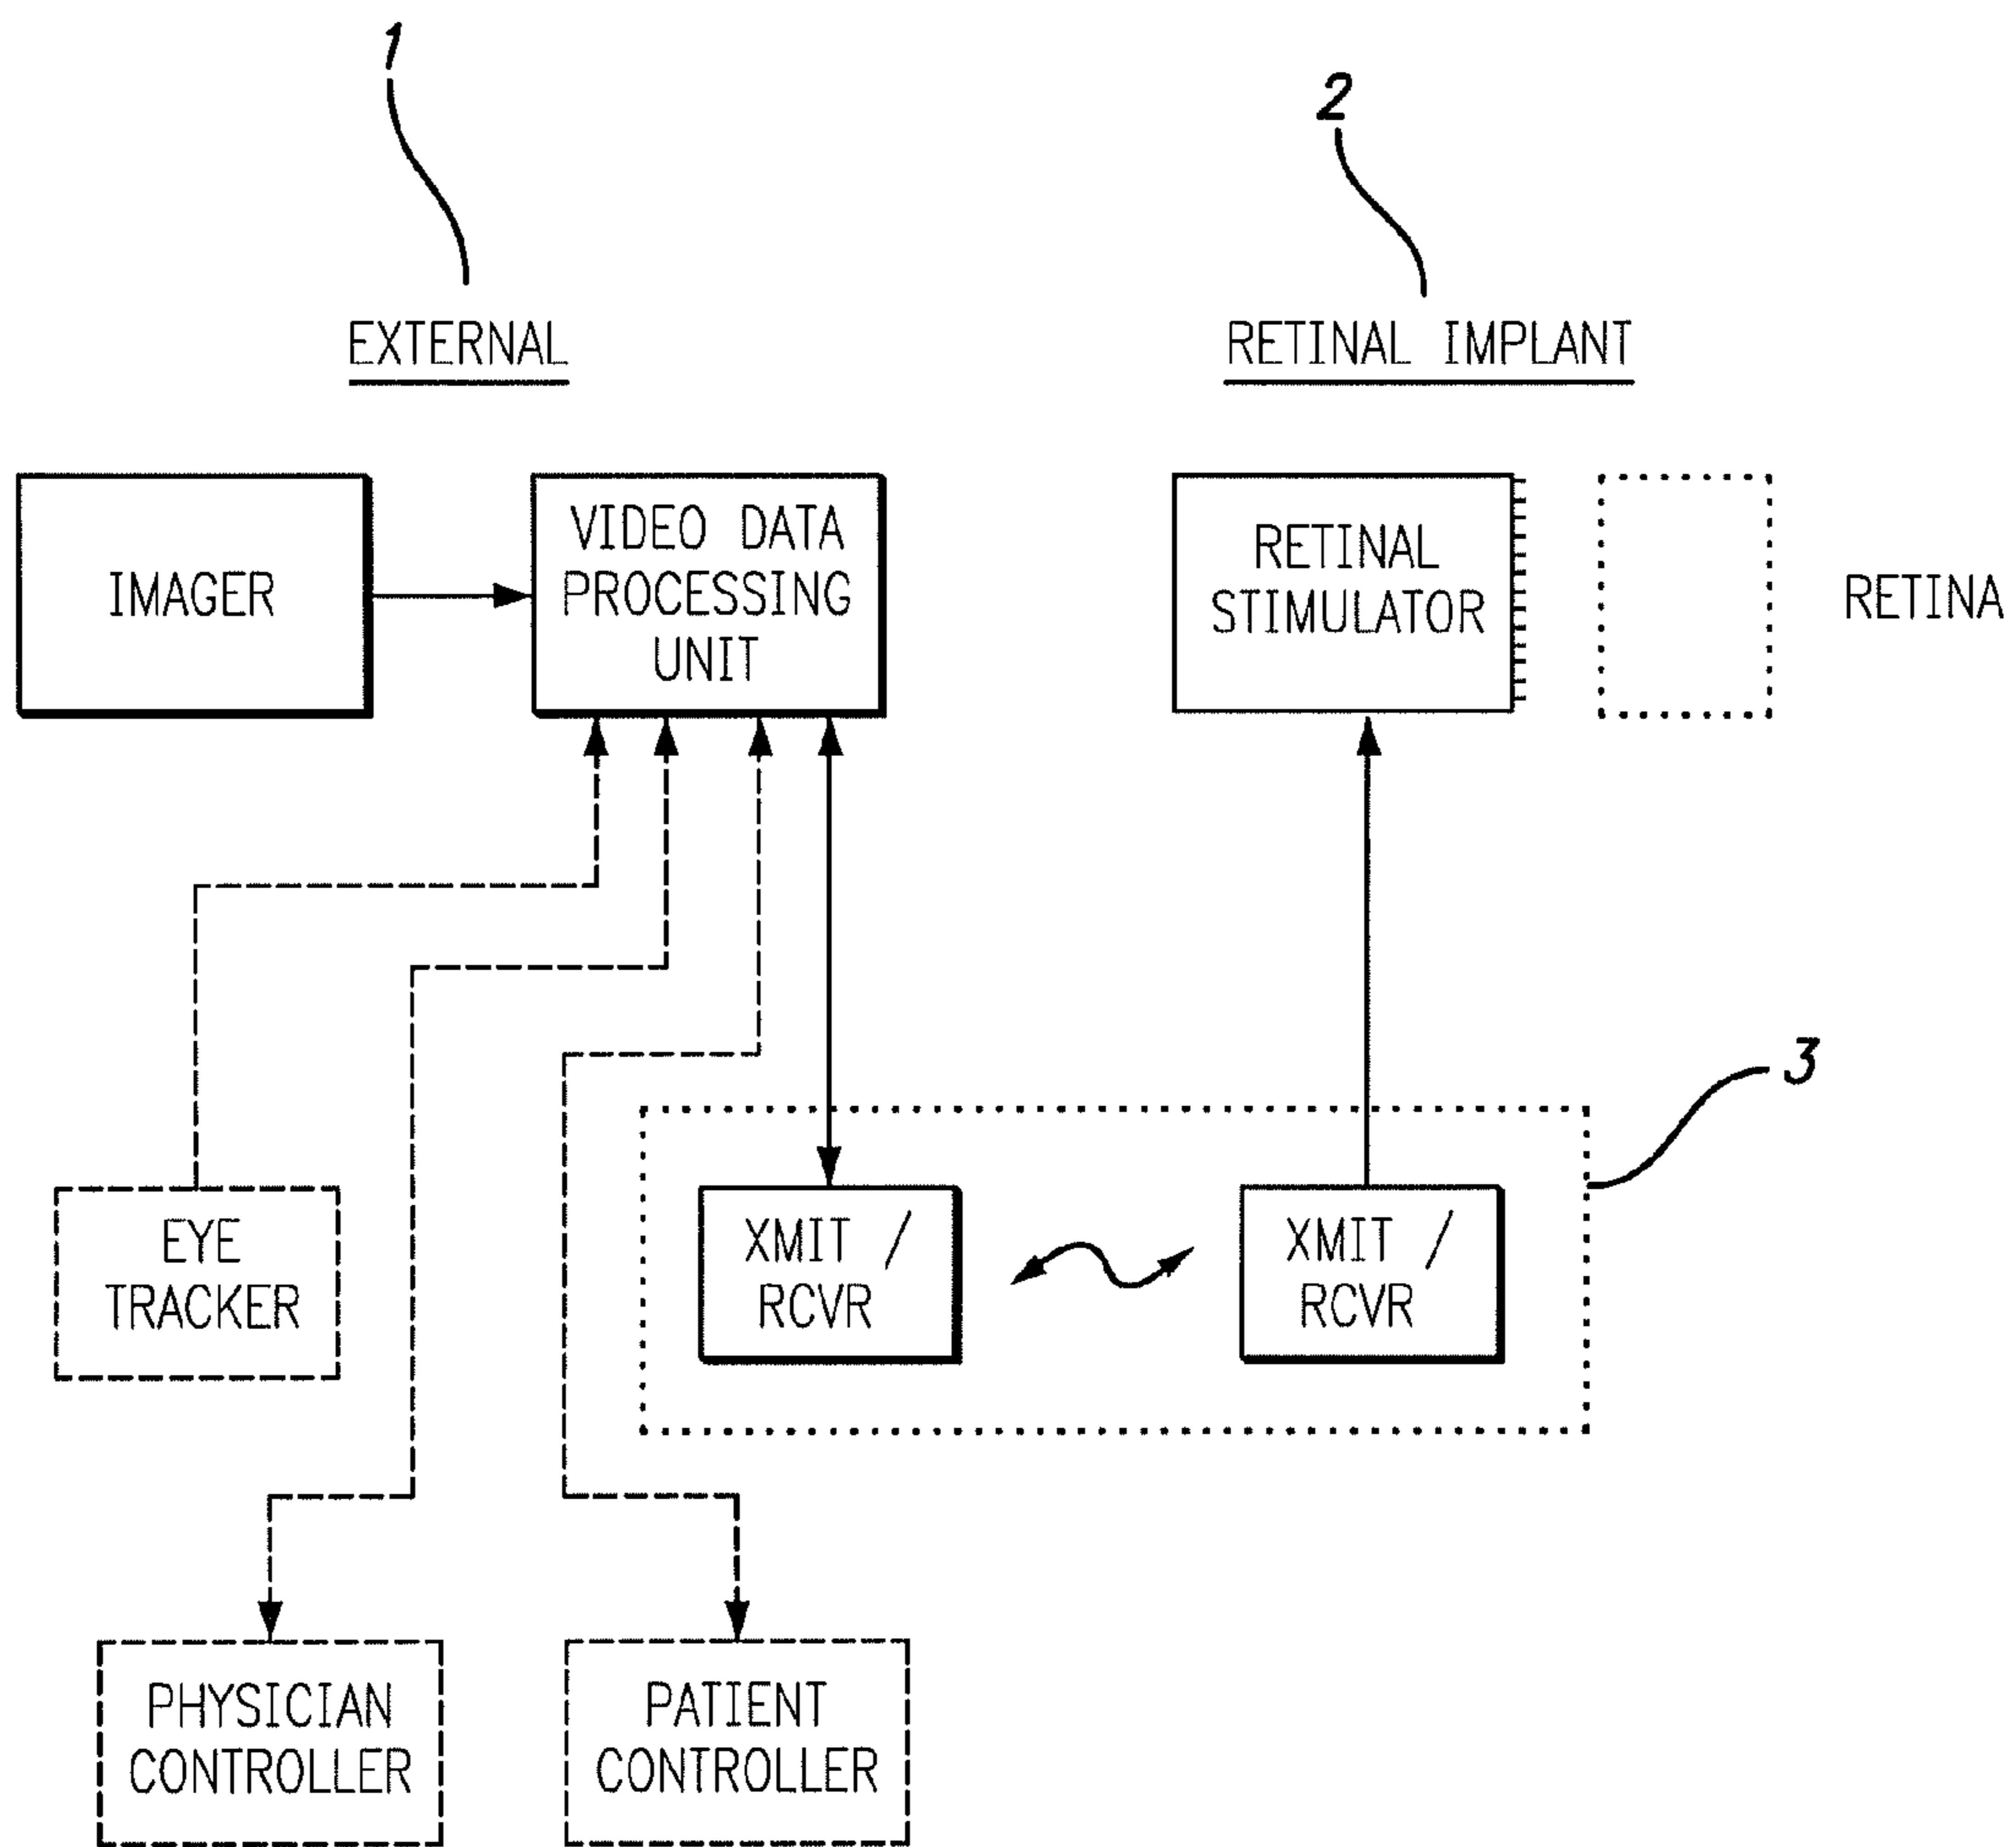 1
2
EXTERNAL
RETINAL IMPLANT
IMAGER
VIDEO DATA
PROCESSING
UNIT
RETINAL
STIMULATOR
RETINA
3
EYE
TRACKER
XMIT /
RCVR
XMIT /
RCVR
PHYSICIAN
CONTROLLER
PATIENT
CONTROLLER